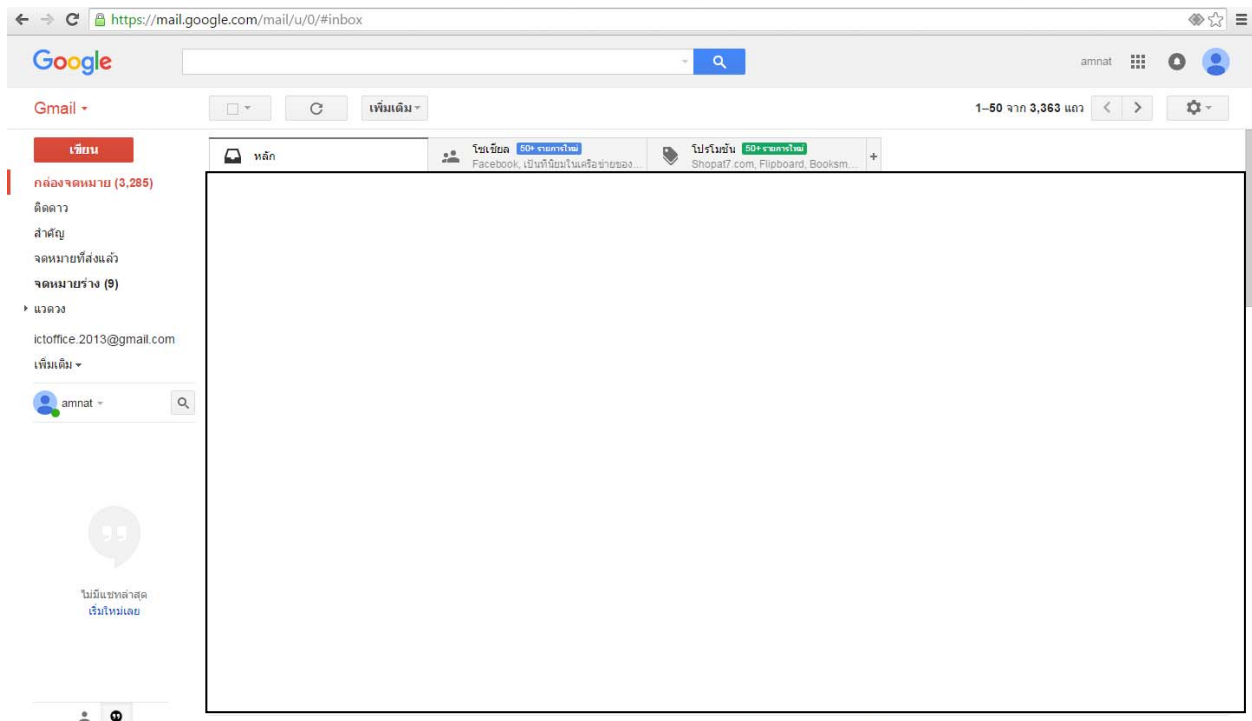 https://mail.google.com/mail/u/0/#inbox
Google
amnat
Gmail
เพิ่มเติม
1–50 จาก 3,363 แถว
เขียน
หลัก
โซเชียล 50+ รายการใหม่
Facebook, เป็นที่นิยมในเครือข่ายของ...
โปรโมชัน 50+ รายการใหม่
Shopat7.com, Flipboard, Booksm...
กล่องจดหมาย (3,285)
ติดดาว
สำคัญ
จดหมายที่ส่งแล้ว
จดหมายร่าง (9)
แวดวง
ictoffice.2013@gmail.com
เพิ่มเติม
amnat
ไม่มีแชทล่าสุด
เริ่มใหม่เลย